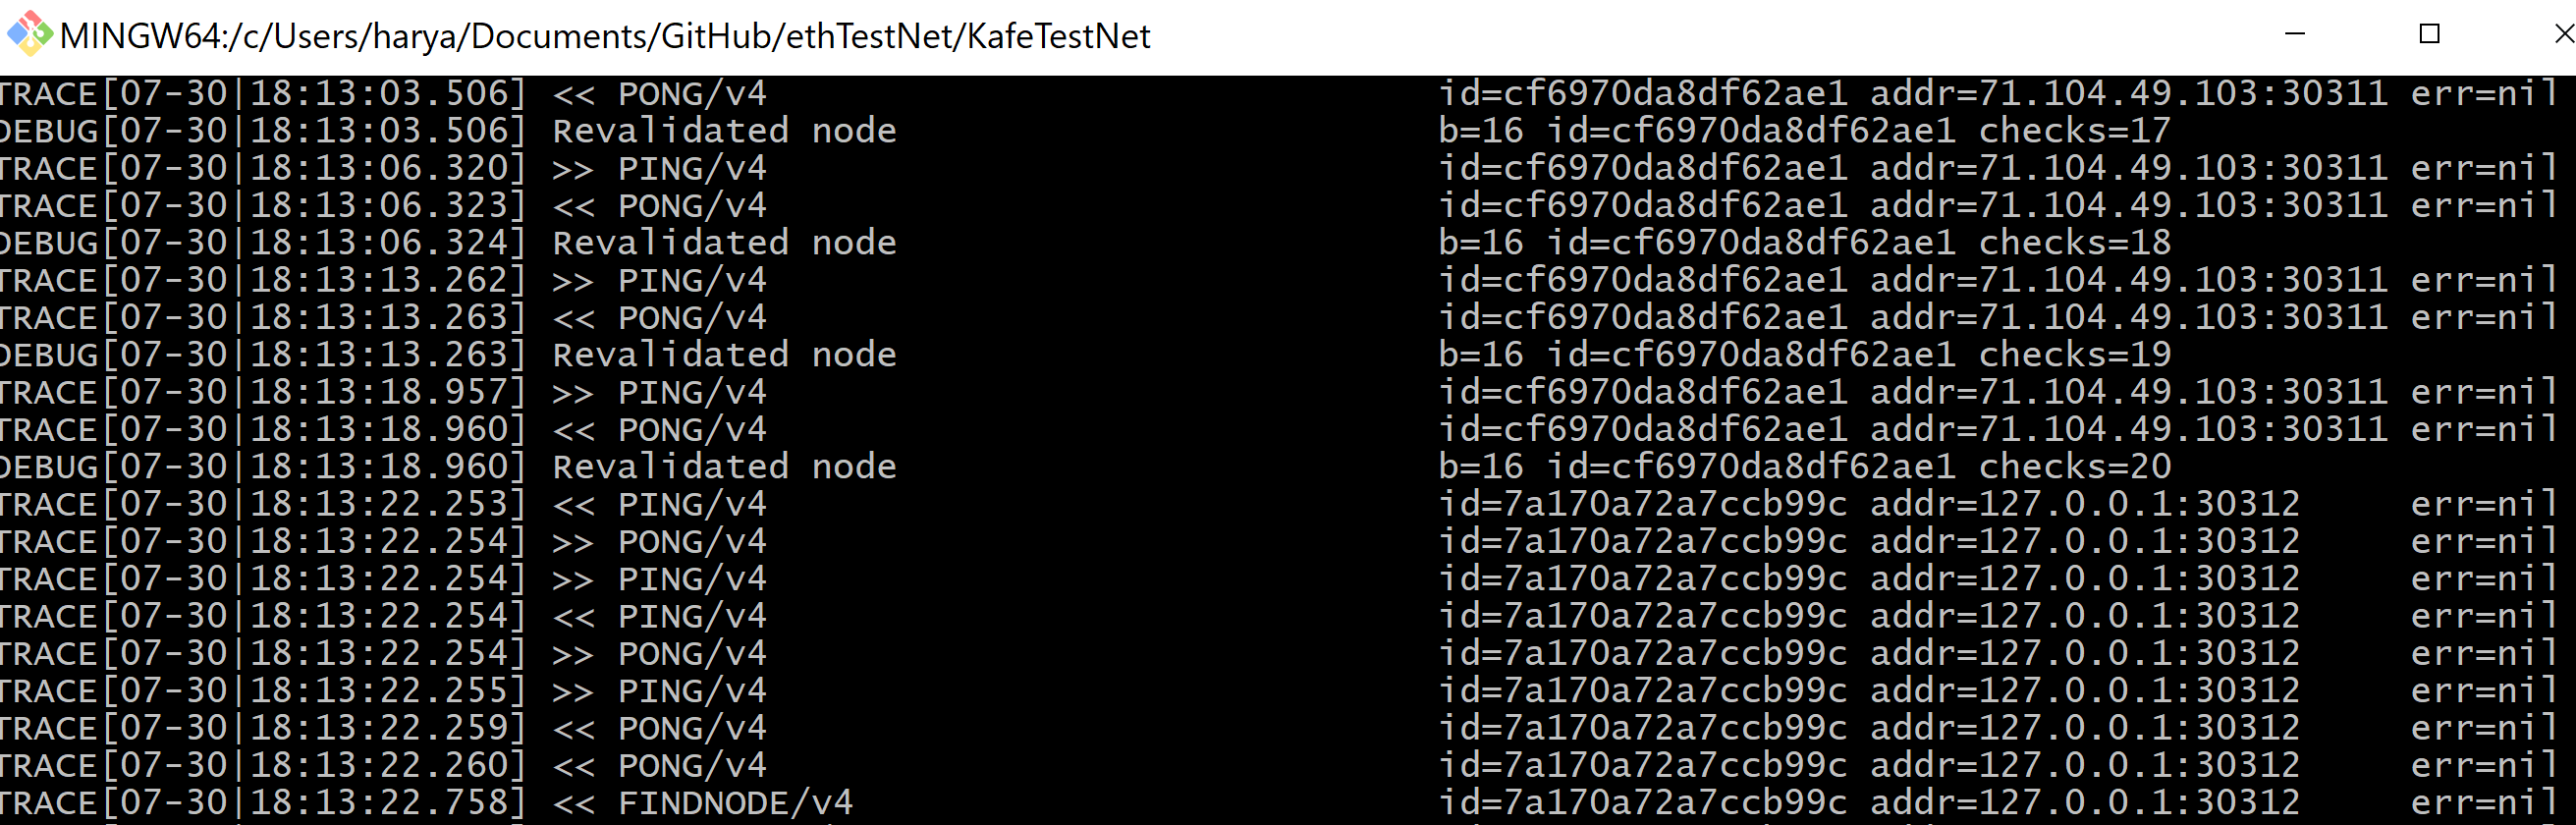 MINGW64:/c/Users/harya/Documents/GitHub/ethTestNet/KafeTestNet
TRACE[07-30|18:13:03.506] << PONG/v4 id=cf6970da8df62ae1 addr=71.104.49.103:30311 err=nil
DEBUG[07-30|18:13:03.506] Revalidated node b=16 id=cf6970da8df62ae1 checks=17
TRACE[07-30|18:13:06.320] >> PING/v4 id=cf6970da8df62ae1 addr=71.104.49.103:30311 err=nil
TRACE[07-30|18:13:06.323] << PONG/v4 id=cf6970da8df62ae1 addr=71.104.49.103:30311 err=nil
DEBUG[07-30|18:13:06.324] Revalidated node b=16 id=cf6970da8df62ae1 checks=18
TRACE[07-30|18:13:13.262] >> PING/v4 id=cf6970da8df62ae1 addr=71.104.49.103:30311 err=nil
TRACE[07-30|18:13:13.263] << PONG/v4 id=cf6970da8df62ae1 addr=71.104.49.103:30311 err=nil
DEBUG[07-30|18:13:13.263] Revalidated node b=16 id=cf6970da8df62ae1 checks=19
TRACE[07-30|18:13:18.957] >> PING/v4 id=cf6970da8df62ae1 addr=71.104.49.103:30311 err=nil
TRACE[07-30|18:13:18.960] << PONG/v4 id=cf6970da8df62ae1 addr=71.104.49.103:30311 err=nil
DEBUG[07-30|18:13:18.960] Revalidated node b=16 id=cf6970da8df62ae1 checks=20
TRACE[07-30|18:13:22.253] << PING/v4 id=7a170a72a7ccb99c addr=127.0.0.1:30312 err=nil
TRACE[07-30|18:13:22.254] >> PONG/v4 id=7a170a72a7ccb99c addr=127.0.0.1:30312 err=nil
TRACE[07-30|18:13:22.254] >> PING/v4 id=7a170a72a7ccb99c addr=127.0.0.1:30312 err=nil
TRACE[07-30|18:13:22.254] << PING/v4 id=7a170a72a7ccb99c addr=127.0.0.1:30312 err=nil
TRACE[07-30|18:13:22.254] >> PONG/v4 id=7a170a72a7ccb99c addr=127.0.0.1:30312 err=nil
TRACE[07-30|18:13:22.255] >> PING/v4 id=7a170a72a7ccb99c addr=127.0.0.1:30312 err=nil
TRACE[07-30|18:13:22.259] << PONG/v4 id=7a170a72a7ccb99c addr=127.0.0.1:30312 err=nil
TRACE[07-30|18:13:22.260] << PONG/v4 id=7a170a72a7ccb99c addr=127.0.0.1:30312 err=nil
TRACE[07-30|18:13:22.758] << FINDNODE/v4 id=7a170a72a7ccb99c addr=127.0.0.1:30312 err=nil